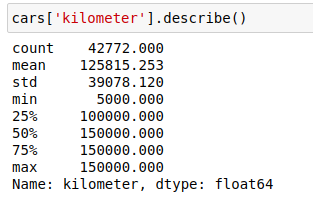 cars['kilometer'].describe()
count    42772.000
mean    125815.253
std      39078.120
min       5000.000
25%     100000.000
50%     150000.000
75%     150000.000
max     150000.000
Name: kilometer, dtype: float64